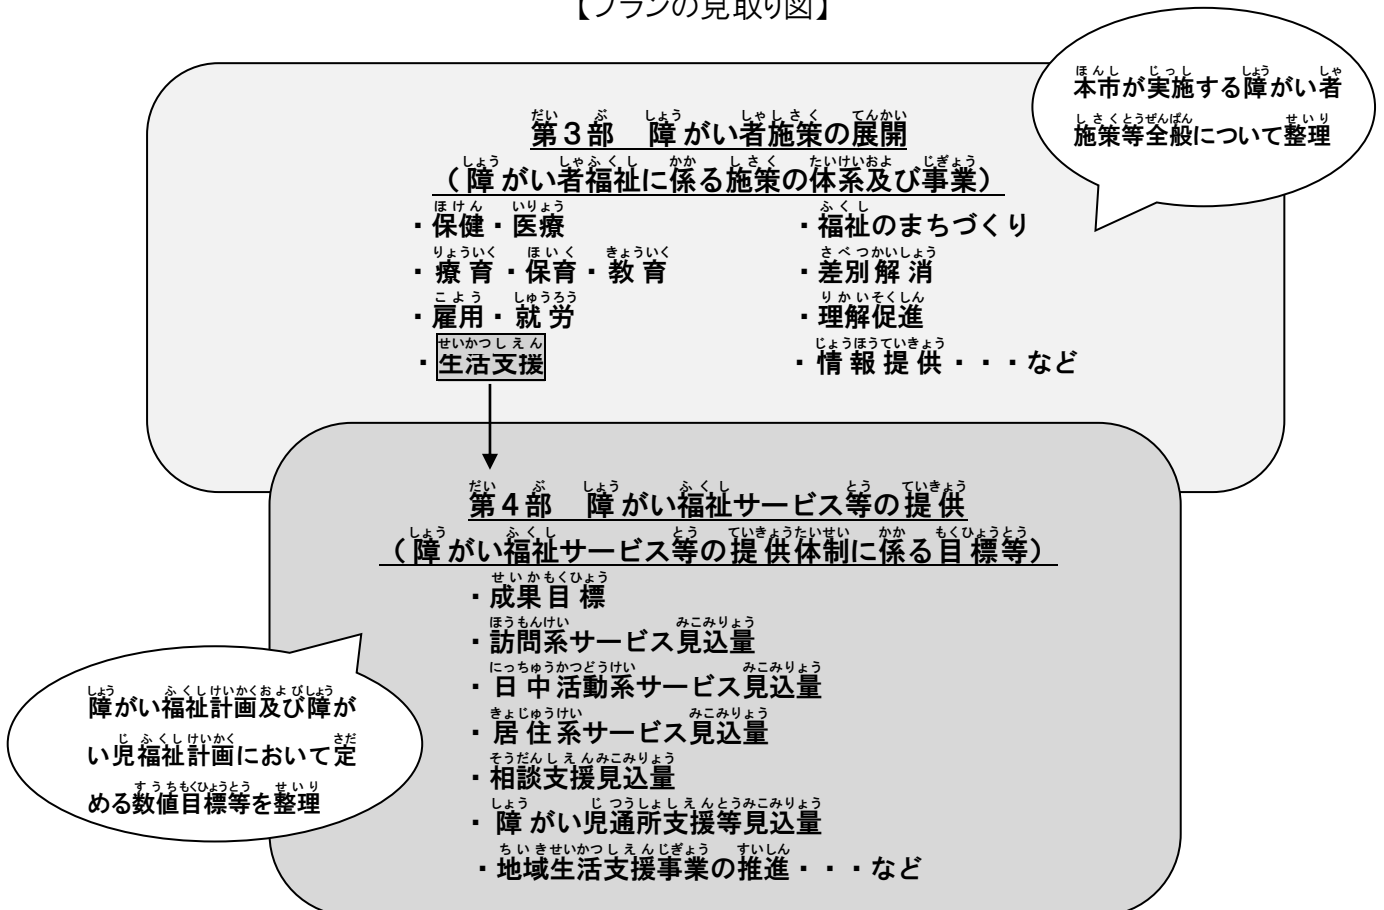 【プランの見取り図】
本市が実施する障がい者
施策等全般について整理
第３部　障がい者施策の展開
（障がい者福祉に係る施策の体系及び事業）
・保健・医療
・療育・保育・教育
・雇用・就労
・生活支援
・福祉のまちづくり
・差別解消
・理解促進
・情報提供・・・など
第４部　障がい福祉サービス等の提供
（障がい福祉サービス等の提供体制に係る目標等）
・成果目標
・訪問系サービス見込量
・日中活動系サービス見込量
・居住系サービス見込量
・相談支援見込量
・障がい児通所支援等見込量
・地域生活支援事業の推進・・・など
障がい福祉計画及び障が
い児福祉計画において定
める数値目標等を整理